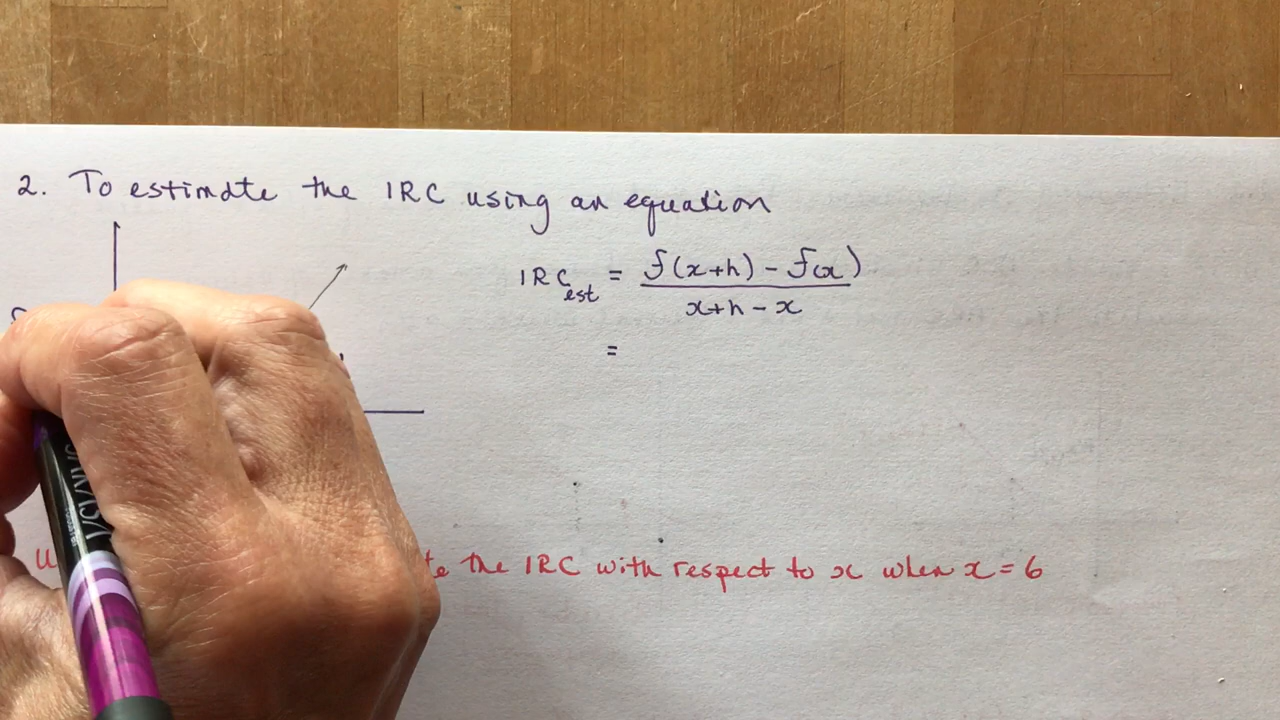 2. To estimate the IRC using an equation
IRC est = f(x+h) - f(x)
x+h - x
=
the IRC with respect to x when x = 6